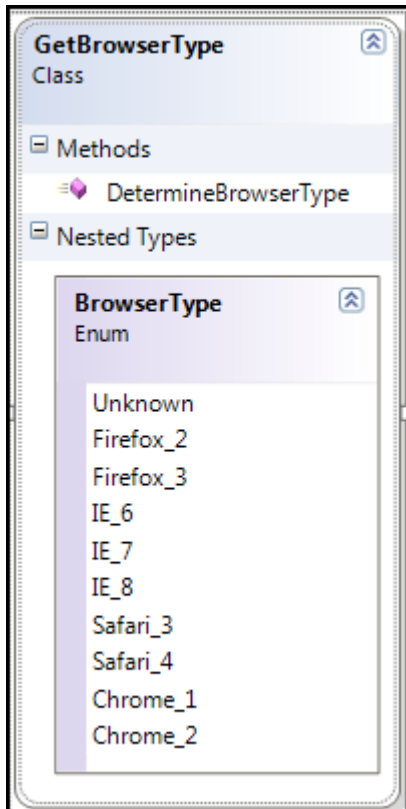 GetBrowserType
Class
Methods
DetermineBrowserType
Nested Types
BrowserType
Enum
Unknown
Firefox_2
Firefox_3
IE_6
IE_7
IE_8
Safari_3
Safari_4
Chrome_1
Chrome_2